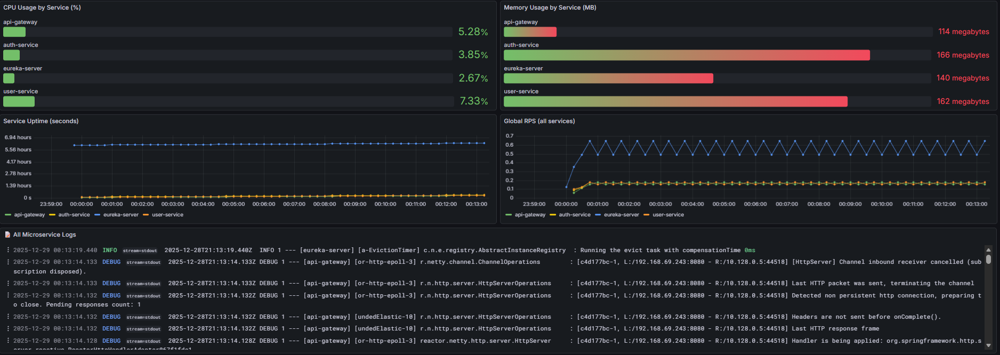 CPU Usage by Service (%)
api-gateway
5.28%
auth-service
3.85%
eureka-server
2.67%
user-service
7.33%
Memory Usage by Service (MB)
api-gateway
114 megabytes
auth-service
166 megabytes
eureka-server
140 megabytes
user-service
162 megabytes
Service Uptime (seconds)
6.94 hours
5.56 hours
4.17 hours
2.78 hours
1.39 hours
0 s
23:59:00 00:00:00 00:01:00 00:02:00 00:03:00 00:04:00 00:05:00 00:06:00 00:07:00 00:08:00 00:09:00 00:10:00 00:11:00 00:12:00 00:13:00
api-gateway auth-service eureka-server user-service
Global RPS (all services)
0.7
0.6
0.5
0.4
0.3
0.2
0.1
0
23:59:00 00:00:00 00:01:00 00:02:00 00:03:00 00:04:00 00:05:00 00:06:00 00:07:00 00:08:00 00:09:00 00:10:00 00:11:00 00:12:00 00:13:00
api-gateway auth-service eureka-server user-service
All Microservice Logs
2025-12-29 00:13:19.440 INFO stream=stdout 2025-12-28T21:13:19.440Z INFO 1 --- [eureka-server] [a-EvictionTimer] c.n.e.registry.AbstractInstanceRegistry : Running the evict task with compensationTime 0ms
2025-12-29 00:13:14.133 DEBUG stream=stdout 2025-12-28T21:13:14.133Z DEBUG 1 --- [api-gateway] [or-http-epoll-3] r.netty.channel.ChannelOperations : [c4d177bc-1, L:/192.168.69.243:8080 - R:/10.128.0.5:44518] [HttpServer] Channel inbound receiver cancelled (sub
scription disposed).
2025-12-29 00:13:14.133 DEBUG stream=stdout 2025-12-28T21:13:14.133Z DEBUG 1 --- [api-gateway] [or-http-epoll-3] r.n.http.server.HttpServerOperations : [c4d177bc-1, L:/192.168.69.243:8080 - R:/10.128.0.5:44518] Last HTTP packet was sent, terminating the channel
2025-12-29 00:13:14.132 DEBUG stream=stdout 2025-12-28T21:13:14.132Z DEBUG 1 --- [api-gateway] [or-http-epoll-3] r.n.http.server.HttpServerOperations : [c4d177bc-1, L:/192.168.69.243:8080 - R:/10.128.0.5:44518] Detected non persistent http connection, preparing t
o close. Pending responses count: 1
2025-12-29 00:13:14.132 DEBUG stream=stdout 2025-12-28T21:13:14.132Z DEBUG 1 --- [api-gateway] [undedElastic-10] r.n.http.server.HttpServerOperations : [c4d177bc-1, L:/192.168.69.243:8080 - R:/10.128.0.5:44518] Headers are not sent before onComplete().
2025-12-29 00:13:14.132 DEBUG stream=stdout 2025-12-28T21:13:14.132Z DEBUG 1 --- [api-gateway] [undedElastic-10] r.n.http.server.HttpServerOperations : [c4d177bc-1, L:/192.168.69.243:8080 - R:/10.128.0.5:44518] Last HTTP response frame
2025-12-29 00:13:14.128 DEBUG stream=stdout 2025-12-28T21:13:14.128Z DEBUG 1 --- [api-gateway] [or-http-epoll-3] reactor.netty.http.server.HttpServer : [c4d177bc-1, L:/192.168.69.243:8080 - R:/10.128.0.5:44518] Handler is being applied: org.springframework.http.s